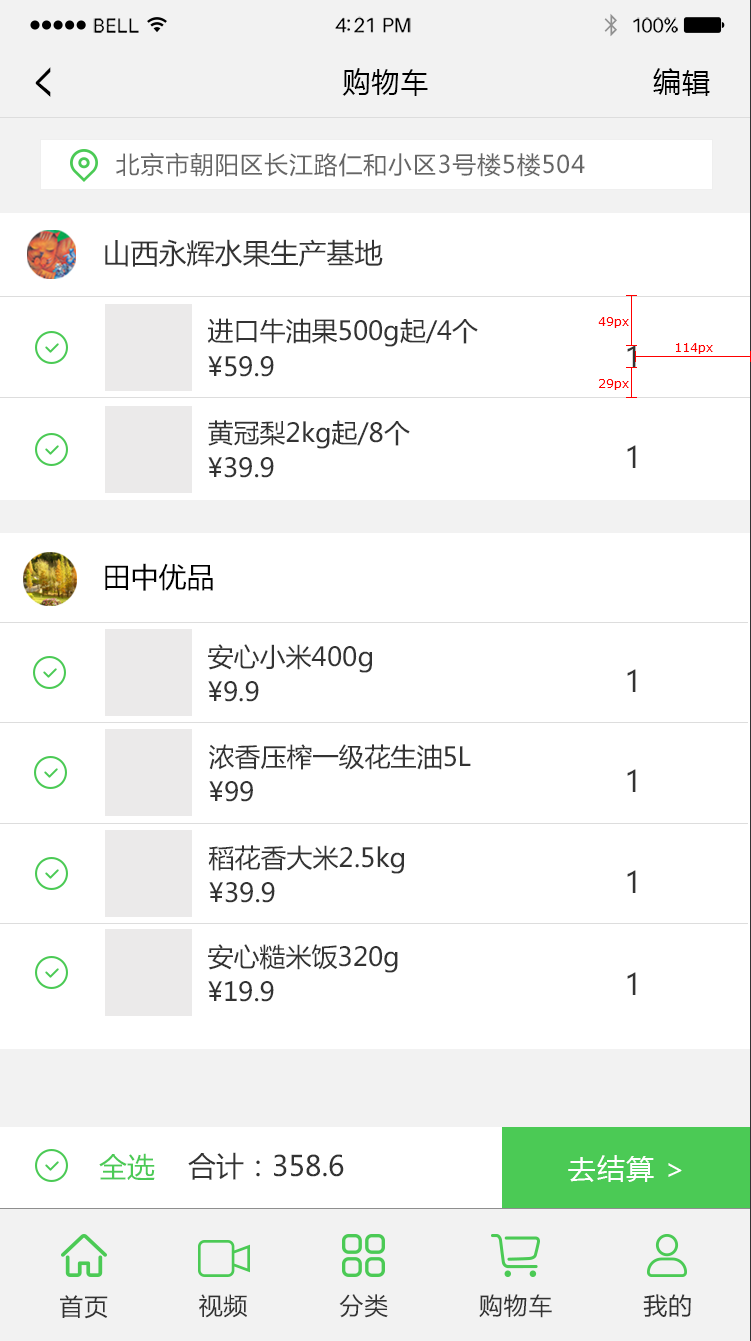 BELL 4:21 PM 100%
购物车 编辑
北京市朝阳区长江路仁和小区3号楼5楼504
山西永辉水果生产基地
49px
进口牛油果500g起/4个
1 114px
¥59.9
29px
黄冠梨2kg起/8个
1
¥39.9
田中优品
安心小米400g
1
¥9.9
浓香压榨一级花生油5L
1
¥99
稻花香大米2.5kg
1
¥39.9
安心糙米饭320g
1
¥19.9
全选 合计：358.6 去结算 >
首页 视频 分类 购物车 我的